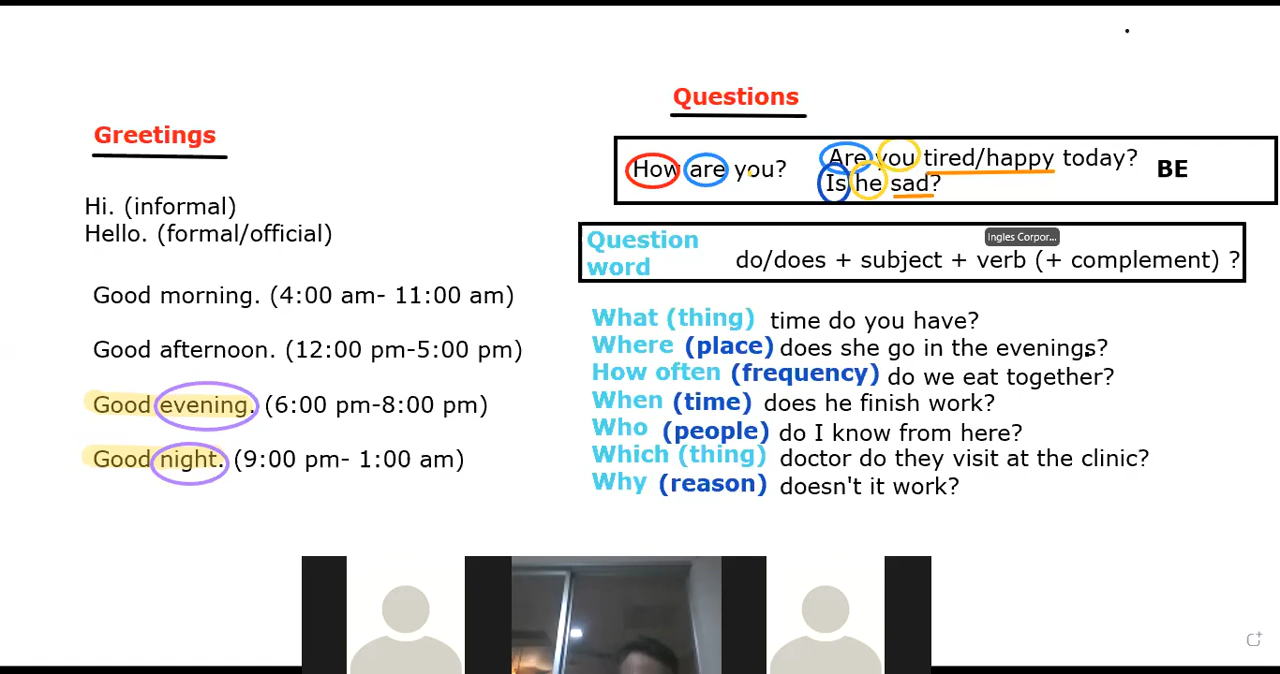 Greetings
Hi. (informal)
Hello. (formal/official)
Good morning. (4:00 am- 11:00 am)
Good afternoon. (12:00 pm-5:00 pm)
Good evening. (6:00 pm-8:00 pm)
Good night. (9:00 pm- 1:00 am)
Questions
How are you? Are you tired/happy today? BE
Is he sad?
Ingles Corpor...
Question word do/does + subject + verb (+ complement) ?
What (thing) time do you have?
Where (place) does she go in the evenings?
How often (frequency) do we eat together?
When (time) does he finish work?
Who (people) do I know from here?
Which (thing) doctor do they visit at the clinic?
Why (reason) doesn't it work?